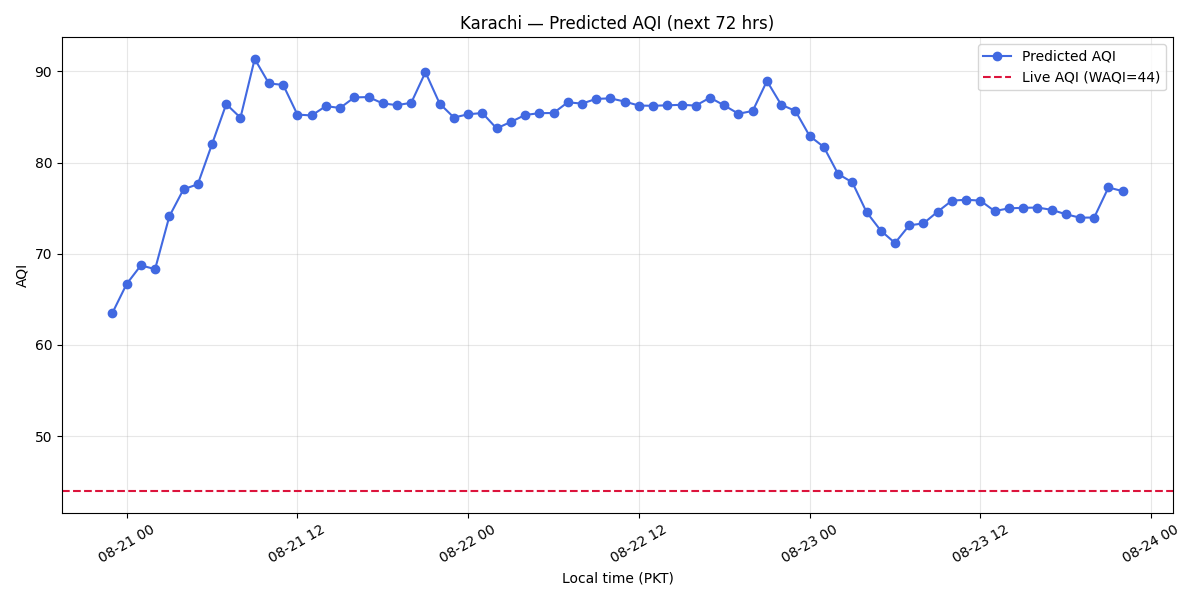 Karachi — Predicted AQI (next 72 hrs)
Predicted AQI
Live AQI (WAQI=44)
AQI
90
80
70
60
50
08-21 00
08-21 12
08-22 00
08-22 12
08-23 00
08-23 12
08-24 00
Local time (PKT)